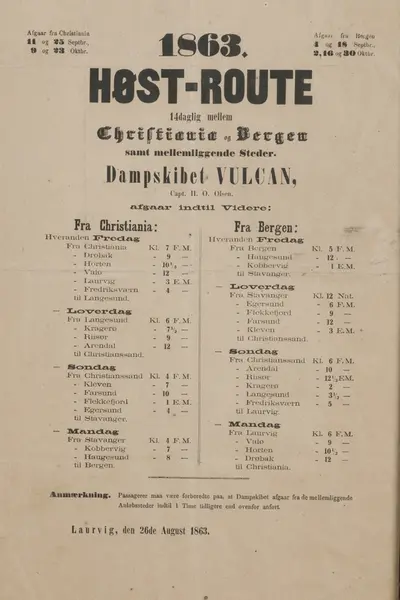 Afgaar fra Christiania
11 og 25 Septbr.,
9 og 23 Oktbr.
Afgaar fra Bergen
4 og 18 Septbr.,
2, 16 og 30 Oktbr.
1863.
HØST-ROUTE
14daglig mellem
Christiania og Bergen
samt mellemliggende Steder.
Dampskibet VULCAN,
Capt. H. O. Olsen,
afgaar indtil Videre:
Fra Christiania:
Hveranden Fredag
Fra Christiania Kl. 7 F.M.
- Drøbak - 9 -
- Horten - 10½ -
- Valø - 12 -
- Laurvig - 3 E.M.
- Fredriksværn - 4 -
til Langesund.
- Løverdag
Fra Langesund Kl. 6 F.M.
- Kragerø - 7½ -
- Risør - 9 -
- Arendal - 12 -
til Christianssand.
- Søndag
Fra Christianssand Kl. 4 F.M.
- Kleven - 7 -
- Farsund - 10 -
- Flekkefjord - 1 E.M.
- Egersund - 4 -
til Stavanger.
- Mandag
Fra Stavanger Kl. 4 F.M.
- Kobbervig - 7 -
- Haugesund - 8 -
til Bergen.
Fra Bergen:
Hveranden Fredag
Fra Bergen Kl. 5 F.M.
- Haugesund - 12 -
- Kobbervig - 1 E.M.
til Stavanger.
- Løverdag
Fra Stavanger Kl. 12 Nat.
- Egersund - 6 F.M.
- Flekkefjord - 9 -
- Farsund - 12 -
- Kleven - 3 E.M.
til Christianssund.
- Søndag
Fra Christianssand Kl. 6 F.M.
- Arendal - 10 -
- Risør - 12½ E.M.
- Kragerø - 2 -
- Langesund - 3½ -
- Fredriksværn - 5 -
til Laurvig.
- Mandag
Fra Laurvig Kl. 6 F.M.
- Valø - 9 -
- Horten - 10½ -
- Drøbak - 12 -
til Christiania.
Anmærkning. Passagerer maa være forberedte paa, at Dampskibet afgaar fra de mellemliggende
Anløbssteder indtil 1 Time tidligere end ovenfor anført.
Laurvig, den 26de August 1863.